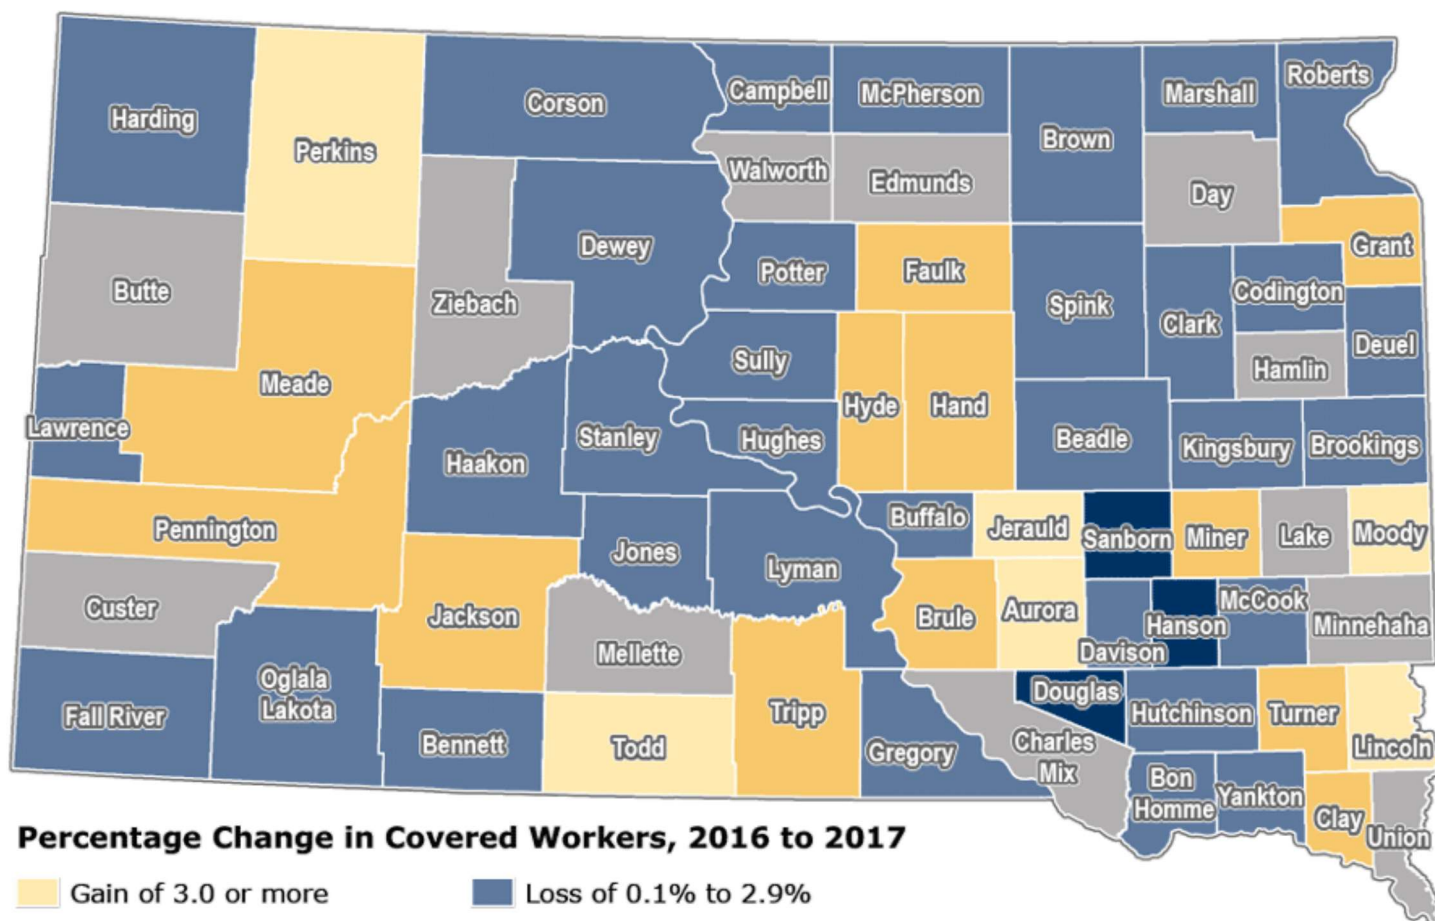 Harding
Perkins
Corson
Campbell
McPherson
Brown
Marshall
Roberts
Walworth
Edmunds
Day
Butte
Ziebach
Dewey
Potter
Faulk
Spink
Clark
Codington
Grant
Meade
Sully
Hyde
Hand
Hamlin
Deuel
Lawrence
Haakon
Stanley
Hughes
Beadle
Kingsbury
Brookings
Pennington
Jones
Lyman
Buffalo
Jerauld
Sanborn
Miner
Lake
Moody
Custer
Jackson
Mellette
Brule
Aurora
Davison
Hanson
McCook
Minnehaha
Fall River
Oglala
Lakota
Bennett
Todd
Tripp
Gregory
Charles
Mix
Douglas
Hutchinson
Turner
Lincoln
Bon
Homme
Yankton
Clay
Union
Percentage Change in Covered Workers, 2016 to 2017
Gain of 3.0 or more
Loss of 0.1% to 2.9%